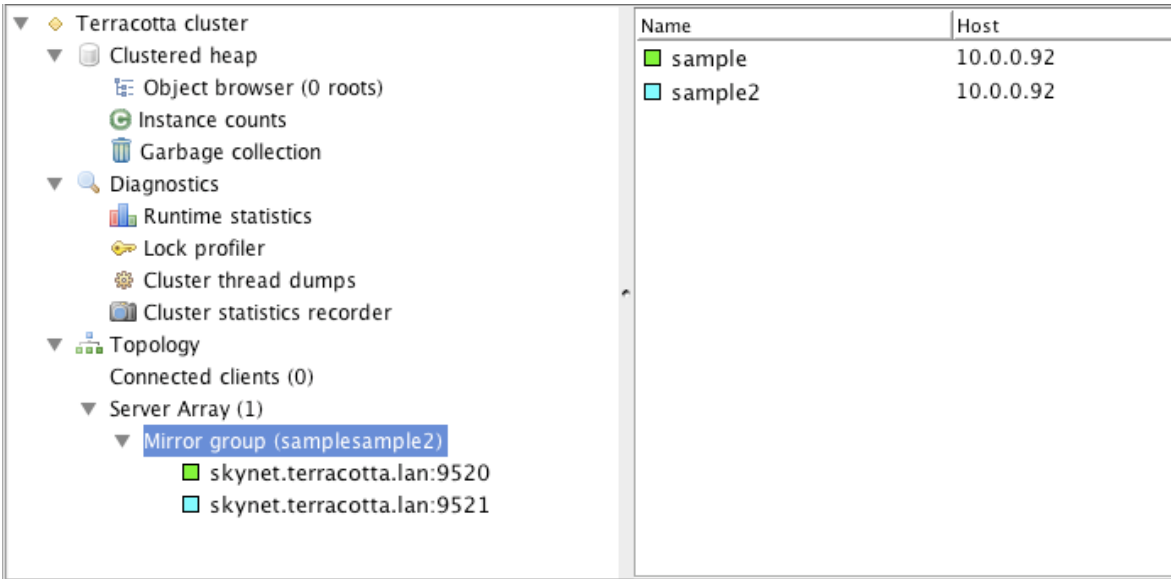 Terracotta cluster
Clustered heap
Object browser (0 roots)
Instance counts
Garbage collection
Diagnostics
Runtime statistics
Lock profiler
Cluster thread dumps
Cluster statistics recorder
Topology
Connected clients (0)
Server Array (1)
Mirror group (samplesample2)
skynet.terracotta.lan:9520
skynet.terracotta.lan:9521
Name Host
sample 10.0.0.92
sample2 10.0.0.92